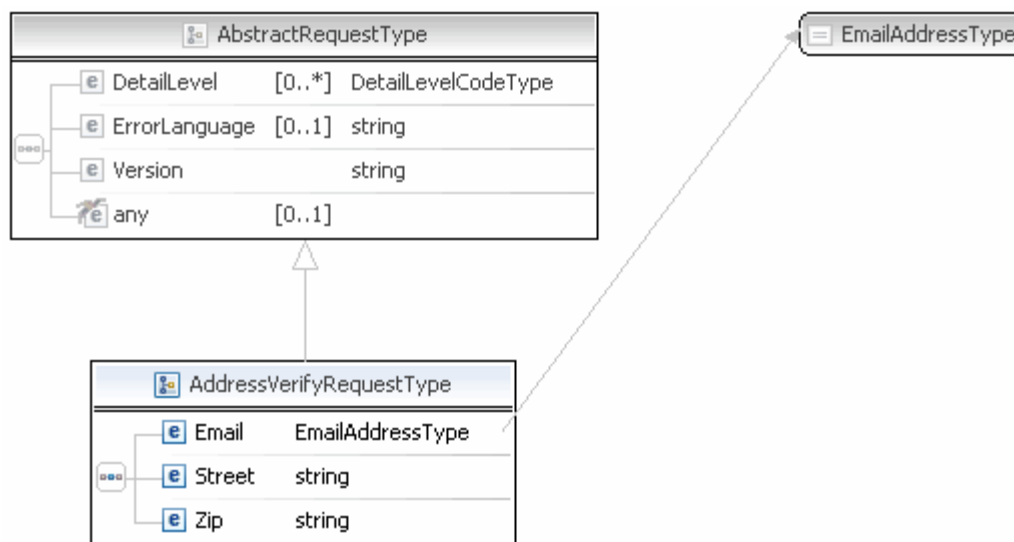 AbstractRequestType
EmailAddressType
e DetailLevel [0..*] DetailLevelCodeType
e ErrorLanguage [0..1] string
e Version string
e any [0..1]
AddressVerifyRequestType
e Email EmailAddressType
e Street string
e Zip string